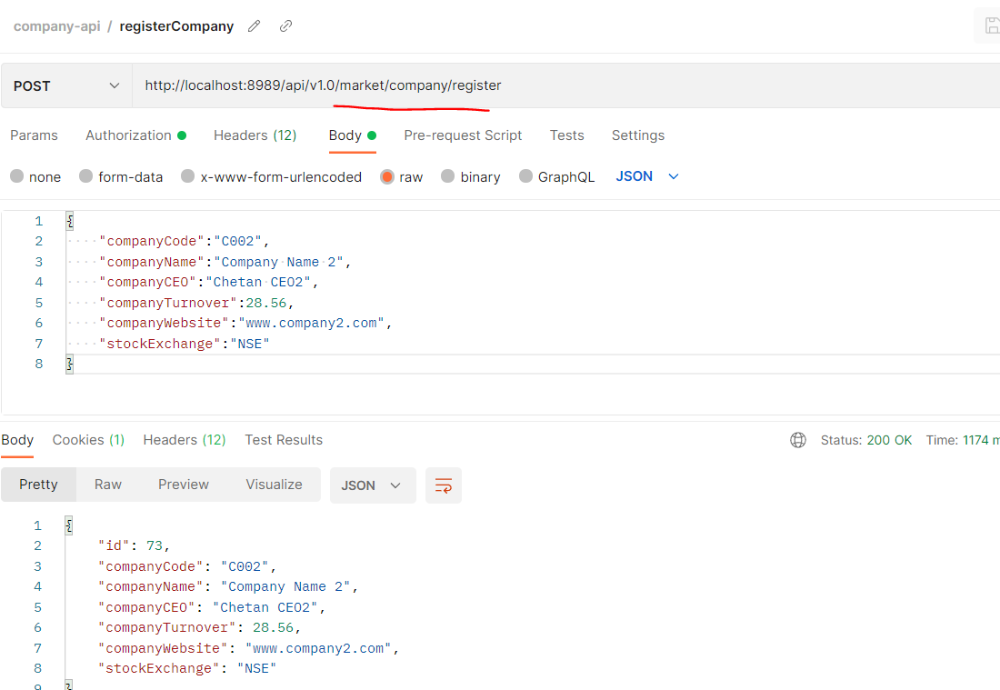 company-api / registerCompany
POST http://localhost:8989/api/v1.0/market/company/register
Params Authorization Headers (12) Body Pre-request Script Tests Settings
none form-data x-www-form-urlencoded raw binary GraphQL JSON
1 {
2 ····"companyCode":"C002",
3 ····"companyName":"Company·Name·2",
4 ····"companyCEO":"Chetan·CEO2",
5 ····"companyTurnover":28.56,
6 ····"companyWebsite":"www.company2.com",
7 ····"stockExchange":"NSE"
8 }
Body Cookies (1) Headers (12) Test Results Status: 200 OK Time: 1174 m
Pretty Raw Preview Visualize JSON
1 {
2 "id": 73,
3 "companyCode": "C002",
4 "companyName": "Company Name 2",
5 "companyCEO": "Chetan CEO2",
6 "companyTurnover": 28.56,
7 "companyWebsite": "www.company2.com",
8 "stockExchange": "NSE"
9 }